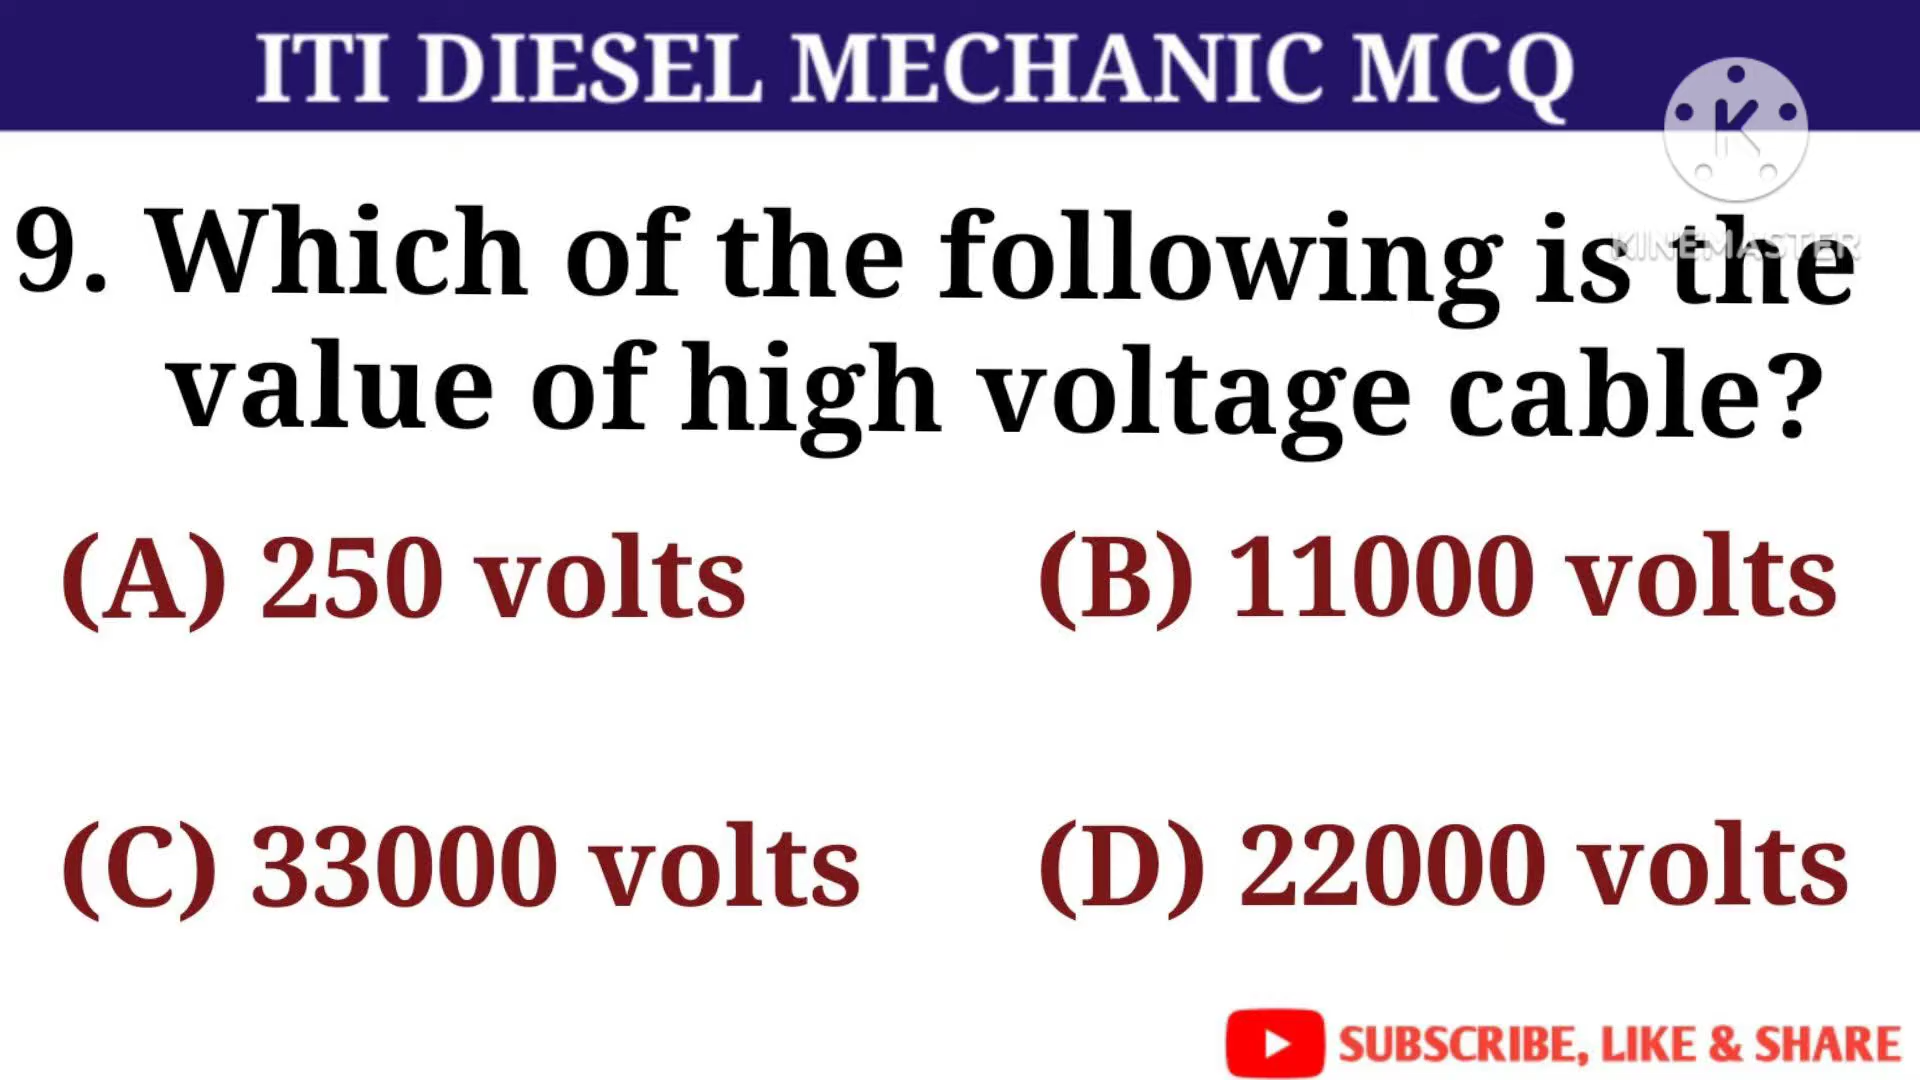 ITI DIESEL MECHANIC MCQ
K
KINEMASTER
9. Which of the following is the
value of high voltage cable?
(A) 250 volts
(B) 11000 volts
(C) 33000 volts
(D) 22000 volts
SUBSCRIBE, LIKE & SHARE